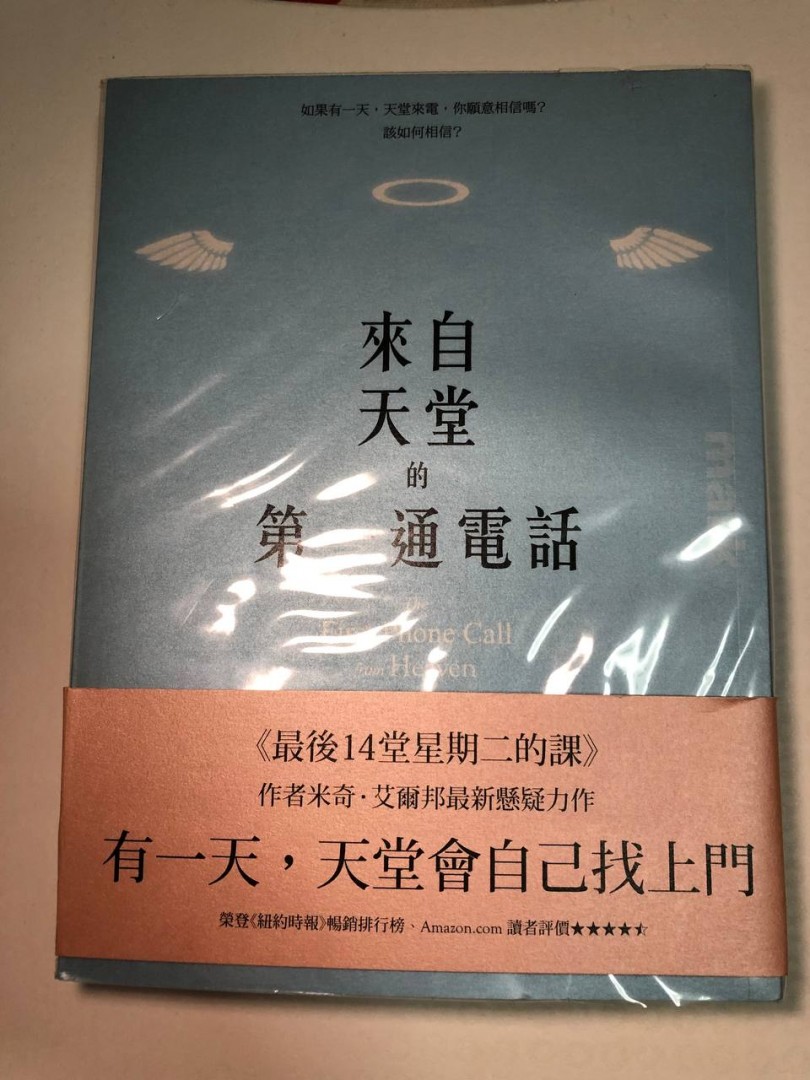 如果有一天，天堂來電，你願意相信嗎？
該如何相信？
來自
天堂
的
第一通電話
The
First Phone Call
from Heaven
《最後14堂星期二的課》
作者米奇·艾爾邦最新懸疑力作
有一天，天堂會自己找上門
榮登《紐約時報》暢銷排行榜、Amazon.com 讀者評價★★★★⯪